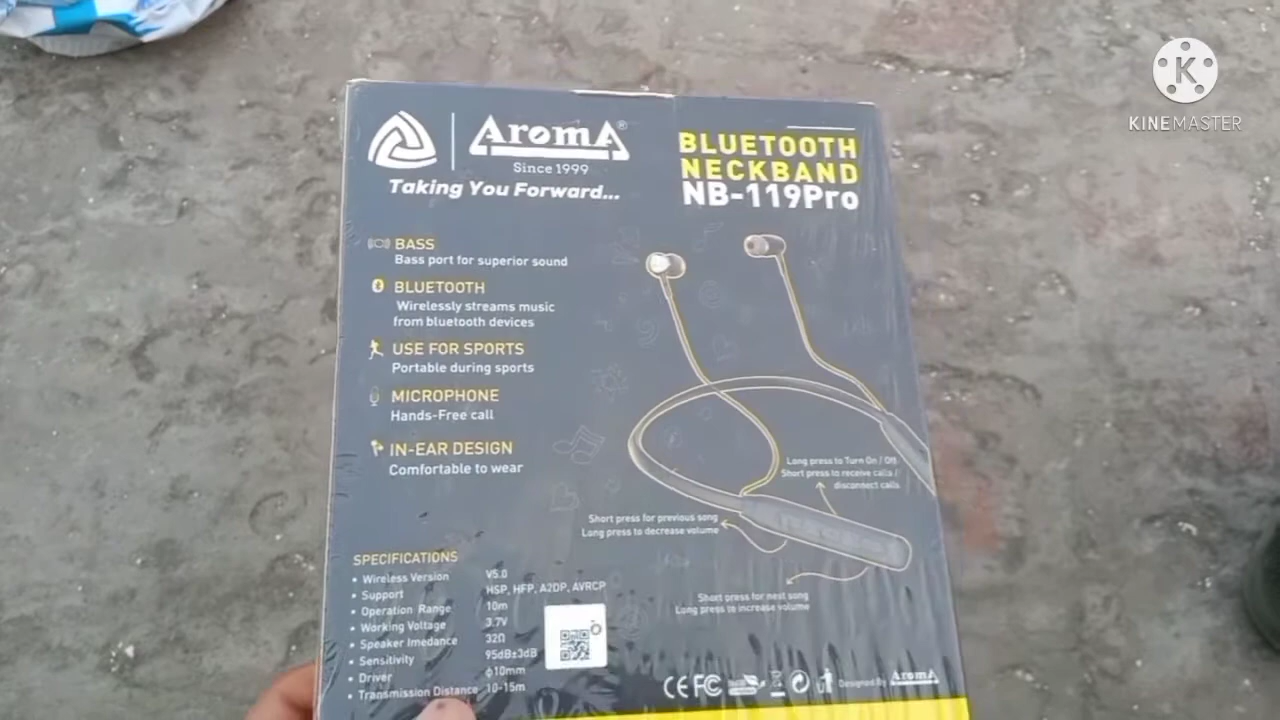 AromA®
Since 1999
Taking You Forward...
BLUETOOTH
NECKBAND
NB-119Pro
BASS
Bass port for superior sound
BLUETOOTH
Wirelessly streams music
from bluetooth devices
USE FOR SPORTS
Portable during sports
MICROPHONE
Hands-Free call
IN-EAR DESIGN
Comfortable to wear
Long press to Turn On / Off
Short press to receive calls /
disconnect calls
Short press for previous song
Long press to decrease volume
Short press for nest song
Long press to increase volume
SPECIFICATIONS
• Wireless Version V5.0
• Support HSP, HFP, A2DP, AVRCP
• Operation Range 10m
• Working Voltage 3.7V
• Speaker Imedance 32Ω
• Sensitivity 95dB±3dB
• Driver ϕ10mm
• Transmission Distance 10-15m
CE FC
Designed By AromA
K
KINEMASTER